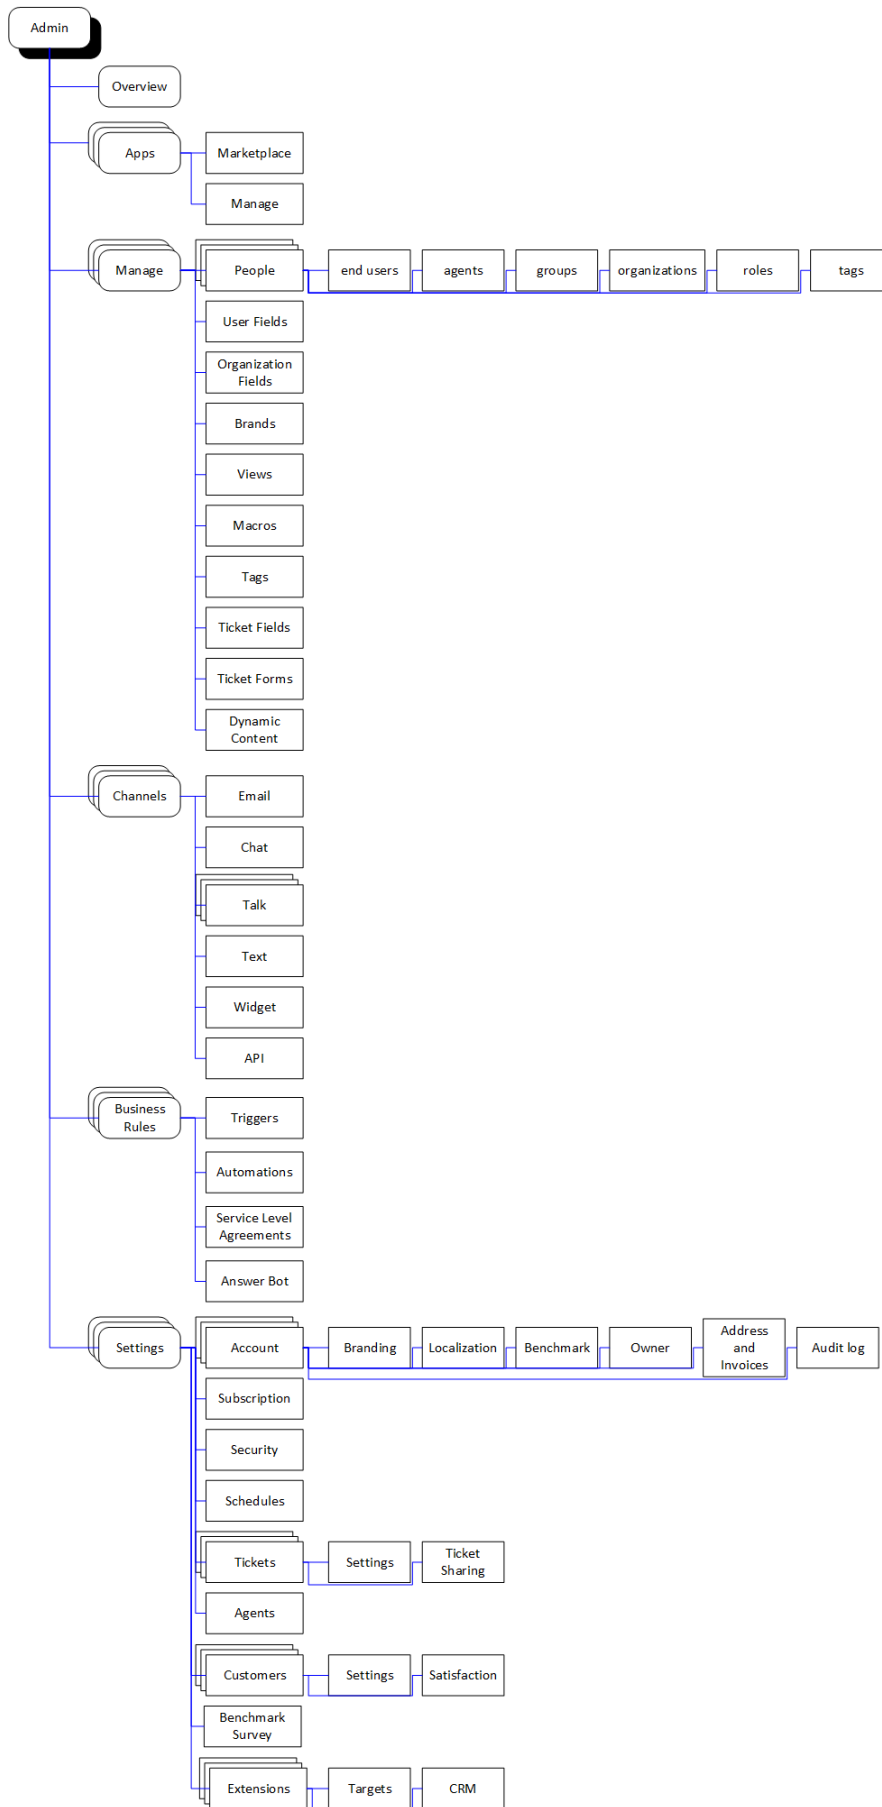 Admin
Overview
Apps
Marketplace
Manage
Manage
People
end users
agents
groups
organizations
roles
tags
User Fields
Organization
Fields
Brands
Views
Macros
Tags
Ticket Fields
Ticket Forms
Dynamic
Content
Channels
Email
Chat
Talk
Text
Widget
API
Business
Rules
Triggers
Automations
Service Level
Agreements
Answer Bot
Settings
Account
Branding
Localization
Benchmark
Owner
Address
and
Invoices
Audit log
Subscription
Security
Schedules
Tickets
Settings
Ticket
Sharing
Agents
Customers
Settings
Satisfaction
Benchmark
Survey
Extensions
Targets
CRM